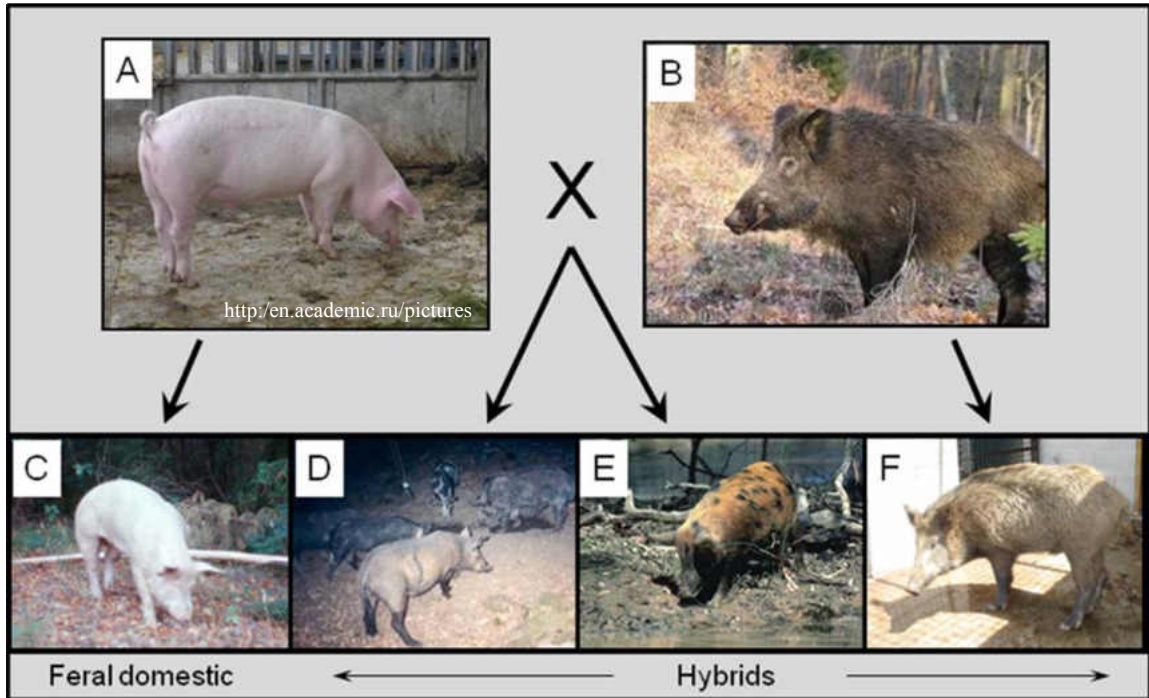 A
B
X
http:/en.academic.ru/pictures
C
D
E
F
Feral domestic
Hybrids